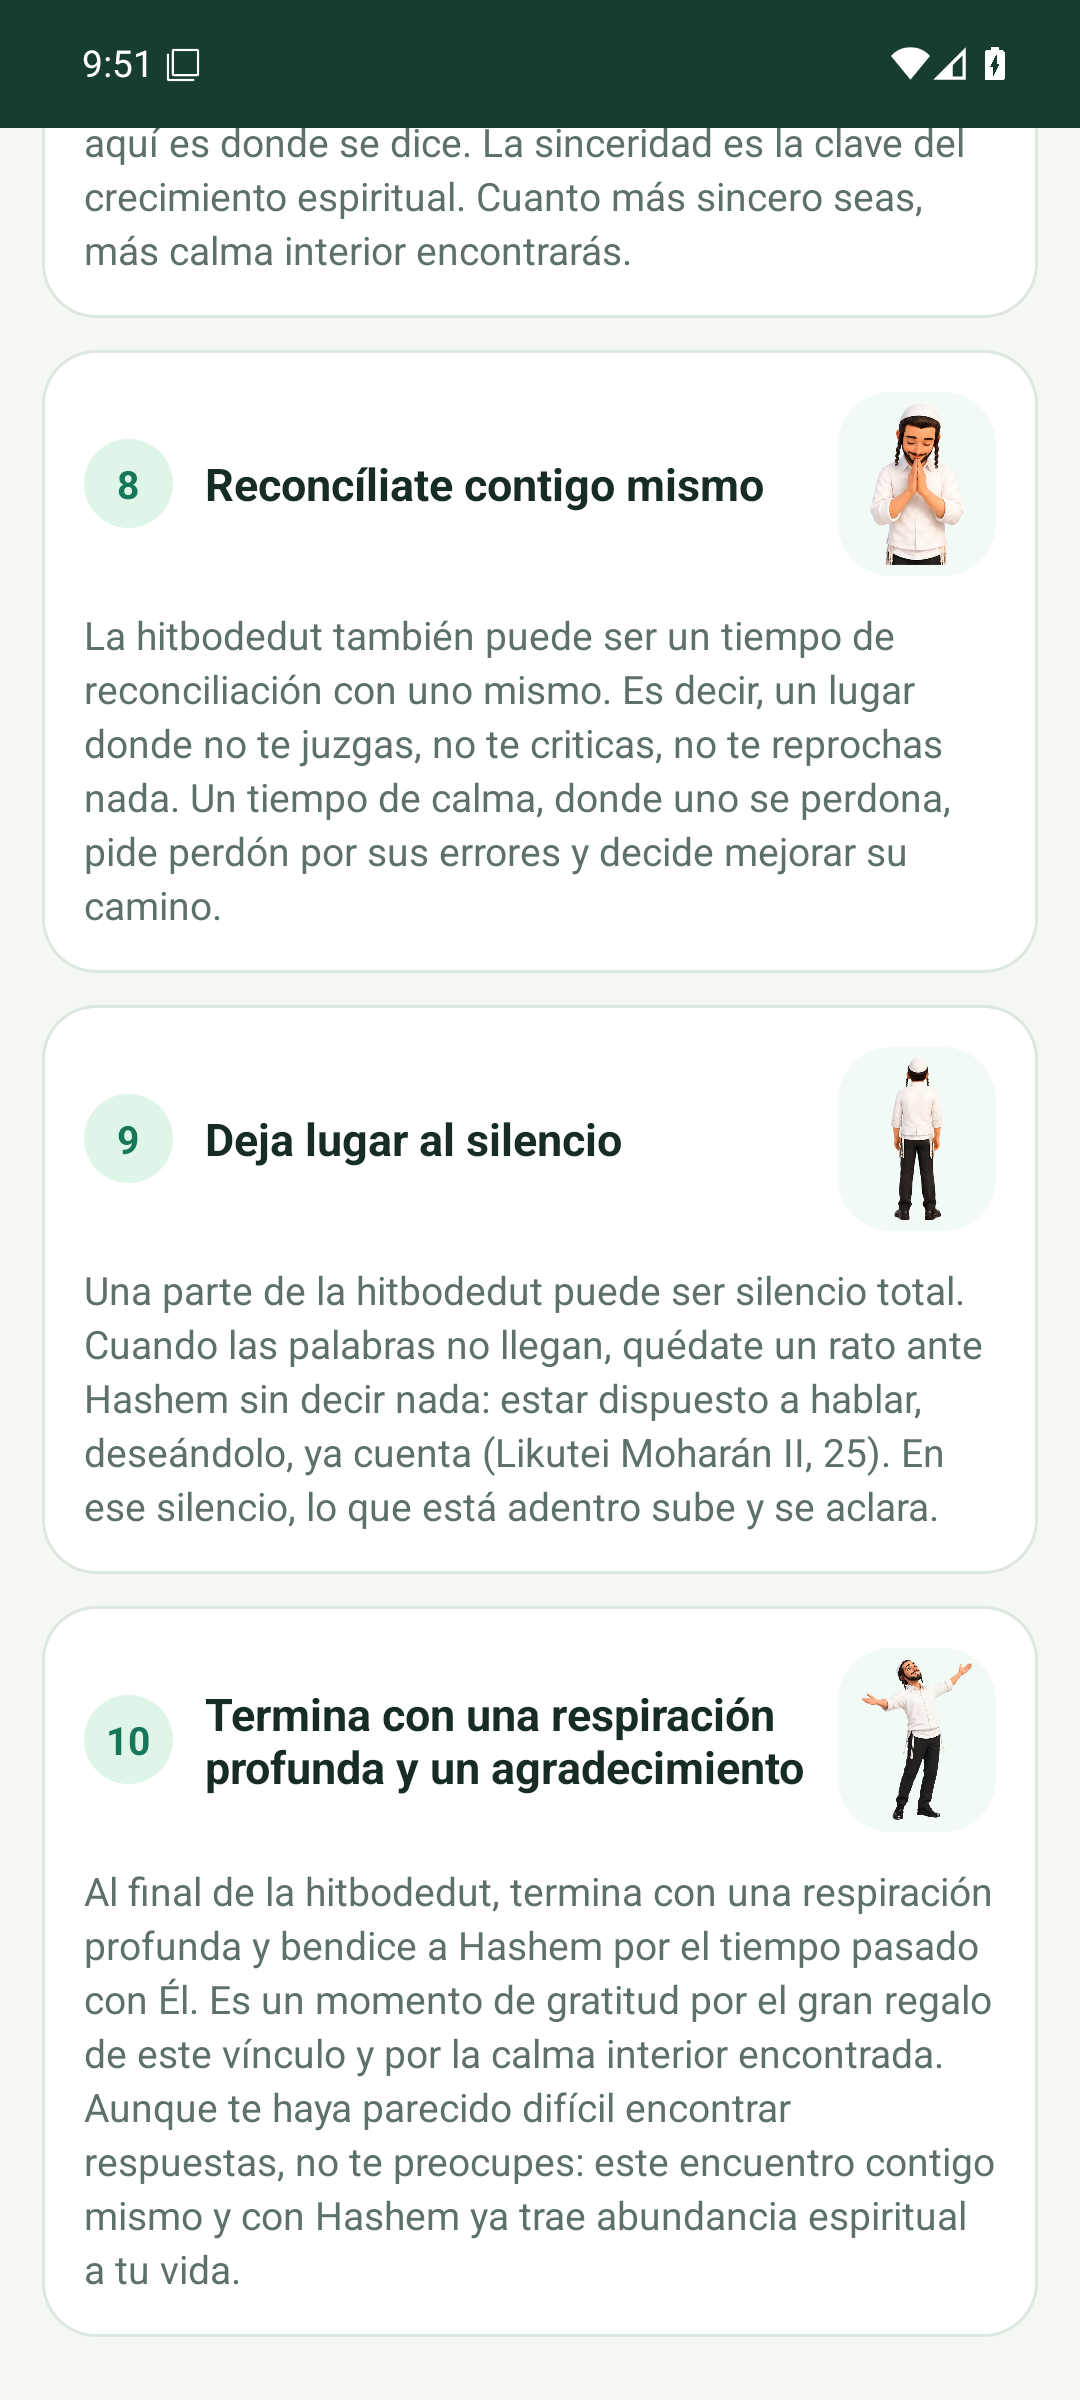 9:51
aquí es donde se dice. La sinceridad es la clave del
crecimiento espiritual. Cuanto más sincero seas,
más calma interior encontrarás.
8
Reconcíliate contigo mismo
La hitbodedut también puede ser un tiempo de
reconciliación con uno mismo. Es decir, un lugar
donde no te juzgas, no te criticas, no te reprochas
nada. Un tiempo de calma, donde uno se perdona,
pide perdón por sus errores y decide mejorar su
camino.
9
Deja lugar al silencio
Una parte de la hitbodedut puede ser silencio total.
Cuando las palabras no llegan, quédate un rato ante
Hashem sin decir nada: estar dispuesto a hablar,
deseándolo, ya cuenta (Likutei Moharán II, 25). En
ese silencio, lo que está adentro sube y se aclara.
10
Termina con una respiración
profunda y un agradecimiento
Al final de la hitbodedut, termina con una respiración
profunda y bendice a Hashem por el tiempo pasado
con Él. Es un momento de gratitud por el gran regalo
de este vínculo y por la calma interior encontrada.
Aunque te haya parecido difícil encontrar
respuestas, no te preocupes: este encuentro contigo
mismo y con Hashem ya trae abundancia espiritual
a tu vida.